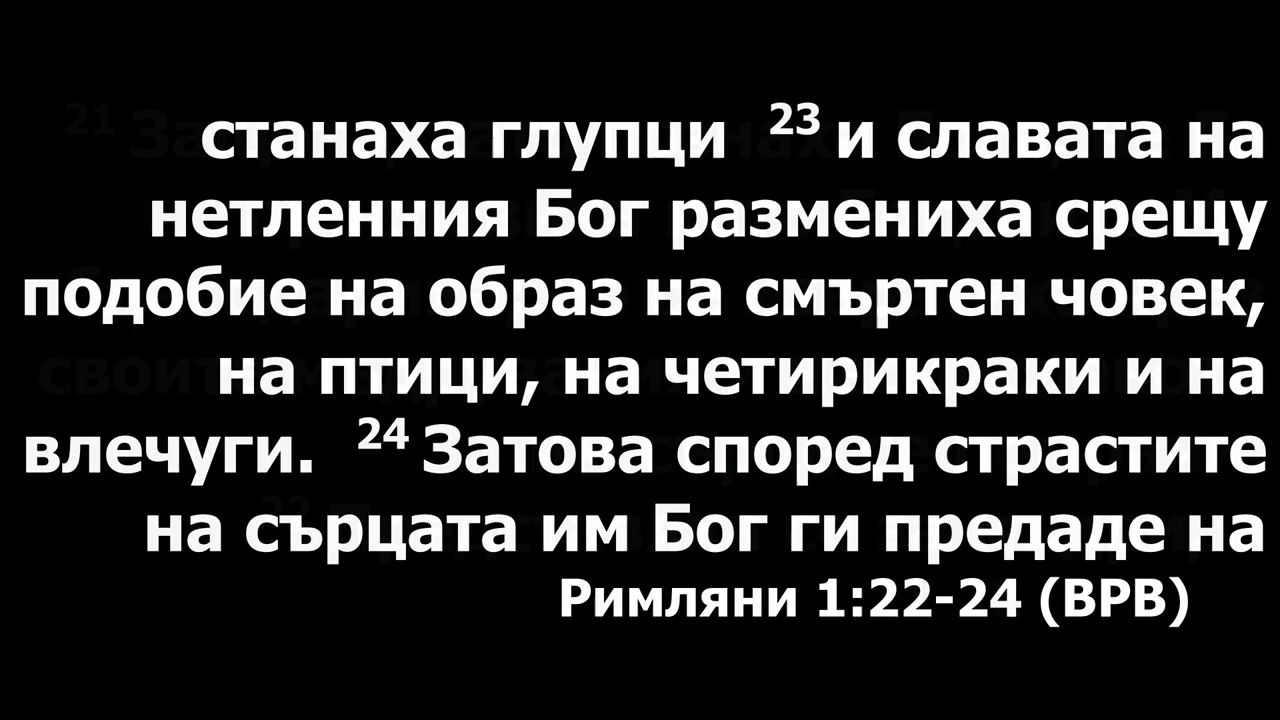 станаха глупци 23 и славата на
нетленния Бог размениха срещу
подобие на образ на смъртен човек,
на птици, на четирикраки и на
влечуги. 24 Затова според страстите
на сърцата им Бог ги предаде на
Римляни 1:22-24 (ВРВ)